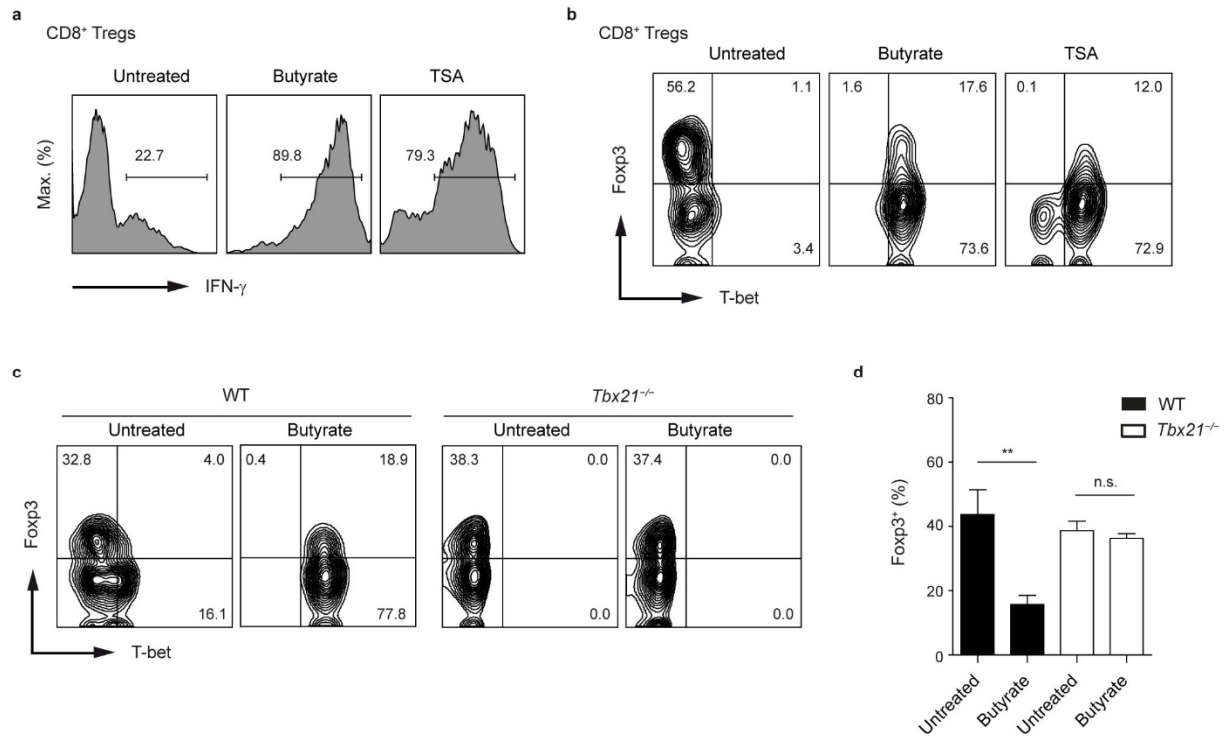 a
CD8⁺ Tregs
Untreated Butyrate TSA
22.7 89.8 79.3
Max. (%)
IFN-γ
b
CD8⁺ Tregs
Untreated Butyrate TSA
56.2 1.1 1.6 17.6 0.1 12.0
Foxp3
3.4 73.6 72.9
T-bet
c
WT Tbx21⁻/⁻
Untreated Butyrate Untreated Butyrate
32.8 4.0 0.4 18.9 38.3 0.0 37.4 0.0
Foxp3
16.1 77.8 0.0 0.0
T-bet
d
WT
Tbx21⁻/⁻
80
60
40
20
0
Foxp3⁺ (%)
**
n.s.
Untreated Butyrate Untreated Butyrate